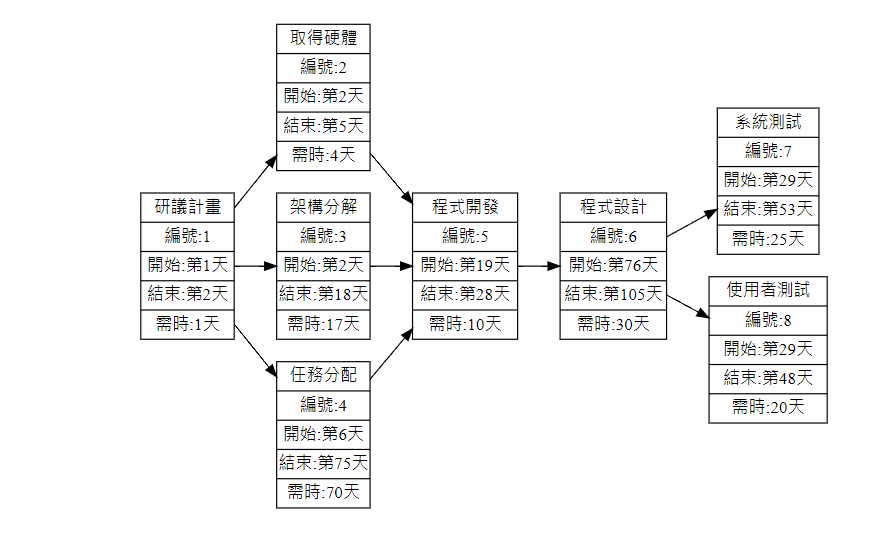 取得硬體
編號:2
開始:第2天
結束:第5天
需時:4天
研議計畫
編號:1
開始:第1天
結束:第2天
需時:1天
架構分解
編號:3
開始:第2天
結束:第18天
需時:17天
任務分配
編號:4
開始:第6天
結束:第75天
需時:70天
程式開發
編號:5
開始:第19天
結束:第28天
需時:10天
程式設計
編號:6
開始:第76天
結束:第105天
需時:30天
系統測試
編號:7
開始:第29天
結束:第53天
需時:25天
使用者測試
編號:8
開始:第29天
結束:第48天
需時:20天